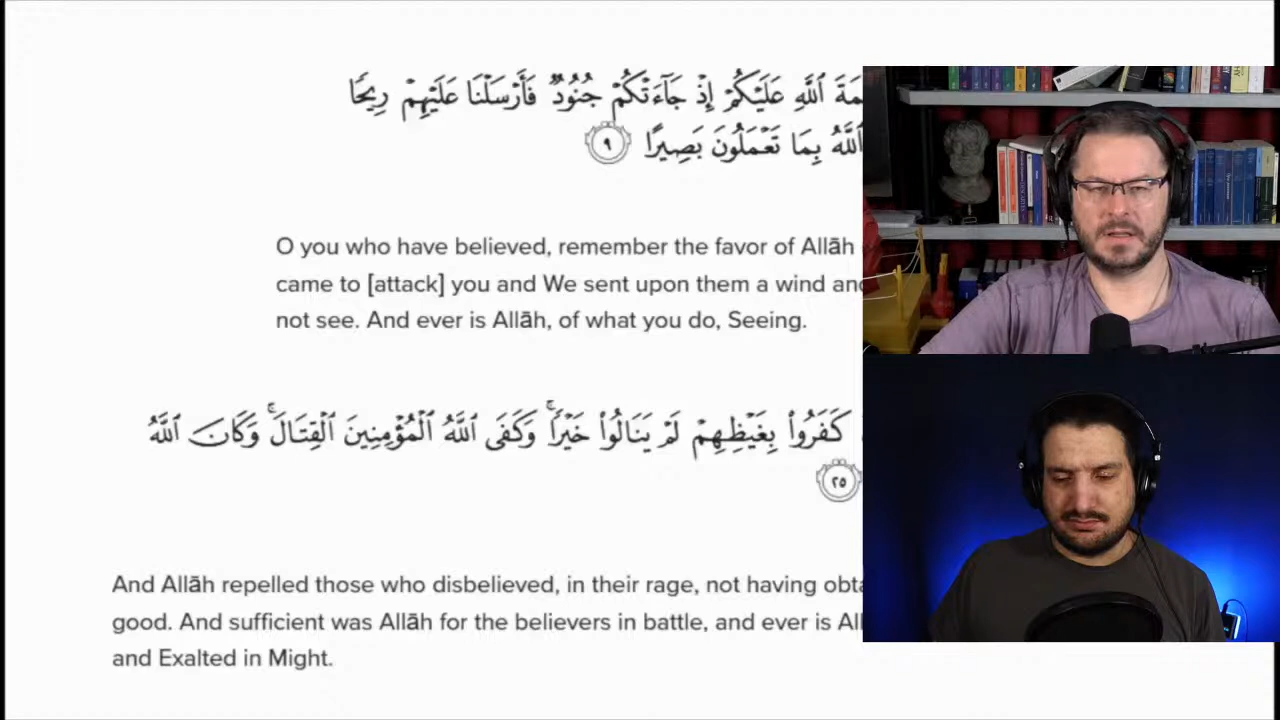 مَةَ ٱللَّهِ عَلَيْكُمْ إِذْ جَآءَتْكُمْ جُنُودٌ فَأَرْسَلْنَا عَلَيْهِمْ رِيحًا
ٱللَّهُ بِمَا تَعْمَلُونَ بَصِيرًا ٩
O you who have believed, remember the favor of Allāh
came to [attack] you and We sent upon them a wind and
not see. And ever is Allāh, of what you do, Seeing.
كَفَرُوا۟ بِغَيْظِهِمْ لَمْ يَنَالُوا۟ خَيْرًا ۚ وَكَفَى ٱللَّهُ ٱلْمُؤْمِنِينَ ٱلْقِتَالَ ۚ وَكَانَ ٱللَّهُ
٢٥
And Allāh repelled those who disbelieved, in their rage, not having obta
good. And sufficient was Allāh for the believers in battle, and ever is All
and Exalted in Might.